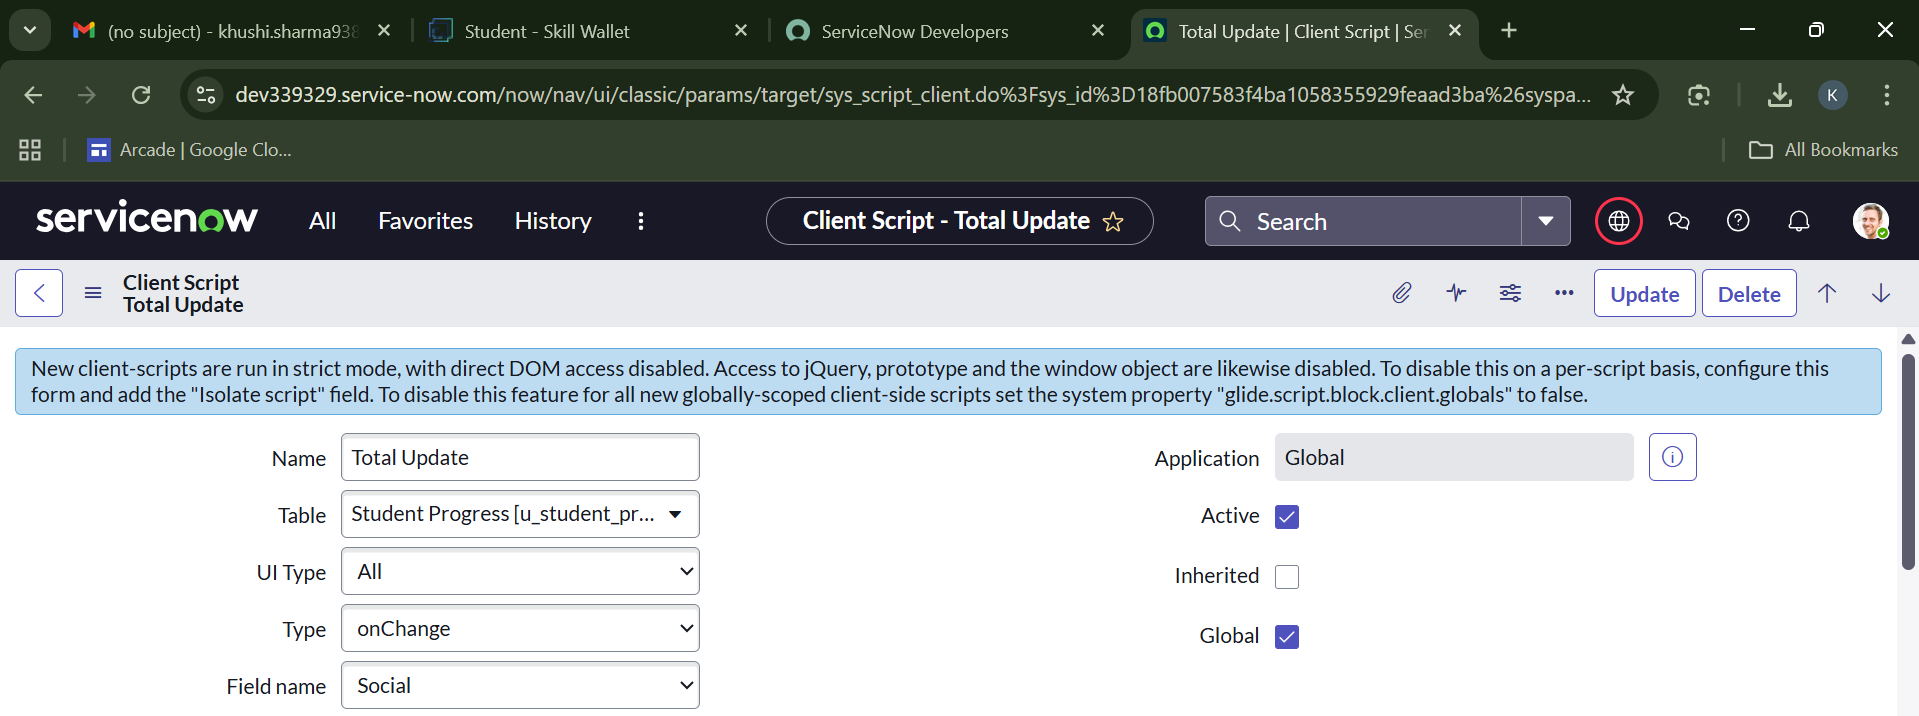 (no subject) - khushi.sharma938
Student - Skill Wallet
ServiceNow Developers
Total Update | Client Script | Ser
dev339329.service-now.com/now/nav/ui/classic/params/target/sys_script_client.do%3Fsys_id%3D18fb007583f4ba1058355929feaad3ba%26syspa...
K
Arcade | Google Clo...
All Bookmarks
servicenow
All
Favorites
History
Client Script - Total Update
Search
Client Script
Total Update
Update
Delete
New client-scripts are run in strict mode, with direct DOM access disabled. Access to jQuery, prototype and the window object are likewise disabled. To disable this on a per-script basis, configure this
form and add the "Isolate script" field. To disable this feature for all new globally-scoped client-side scripts set the system property "glide.script.block.client.globals" to false.
Name
Total Update
Application
Global
Table
Student Progress [u_student_pr...
Active
UI Type
All
Inherited
Type
onChange
Global
Field name
Social